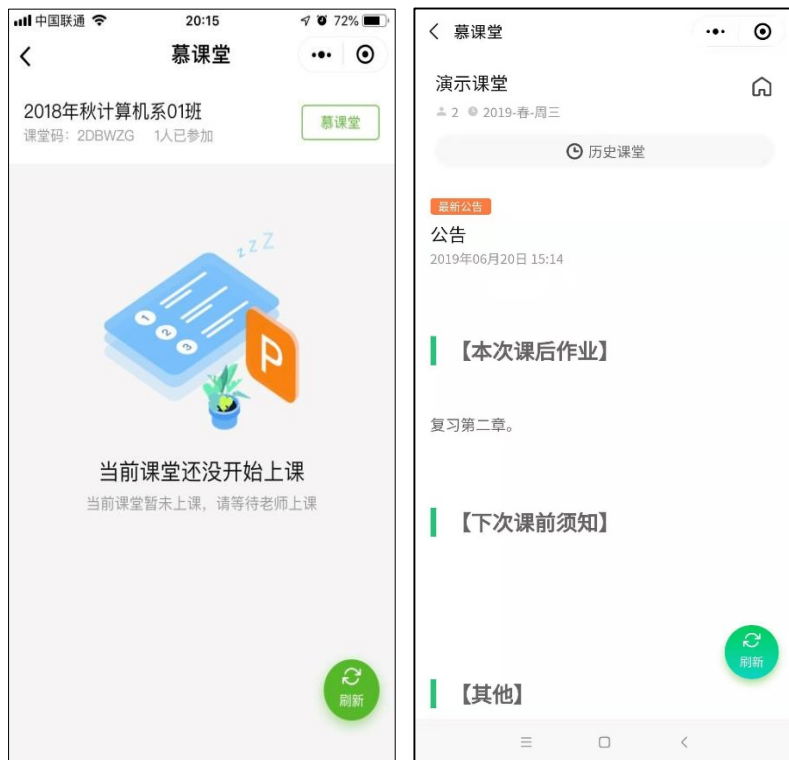 中国联通 20:15 72%
慕课堂
2018年秋计算机系01班
课堂码：2DBWZG 1人已参加
慕课堂
zzZ
1
2
3
P
当前课堂还没开始上课
当前课堂暂未上课，请等待老师上课
刷新
慕课堂
演示课堂
2 2019-春-周三
历史课堂
最新公告
公告
2019年06月20日 15:14
【本次课后作业】
复习第二章。
【下次课前须知】
刷新
【其他】